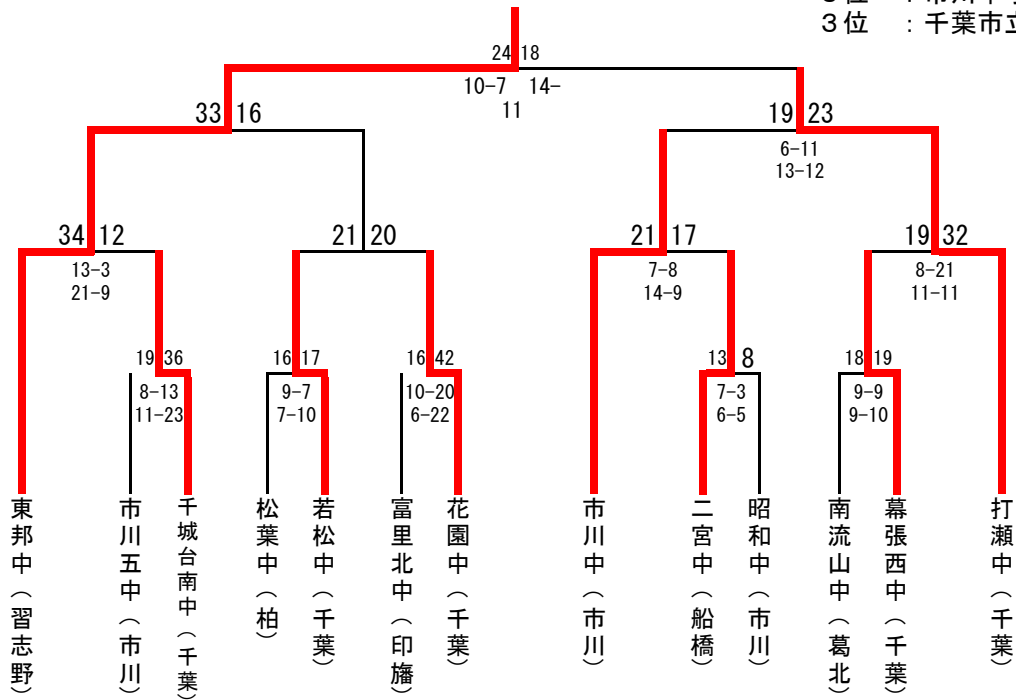 ３位　：千葉市立
24 18
10-7 14-
11
33 16
19 23
6-11
13-12
34 12
13-3
21-9
21 20
21 17
7-8
14-9
19 32
8-21
11-11
19 36
8-13
11-23
16 17
9-7
7-10
16 42
10-20
6-22
13 8
7-3
6-5
18 19
9-9
9-10
東邦中（習志野）
市川五中（市川）
千城台南中（千葉）
松葉中（柏）
若松中（千葉）
富里北中（印旛）
花園中（千葉）
市川中（市川）
二宮中（船橋）
昭和中（市川）
南流山中（葛北）
幕張西中（千葉）
打瀬中（千葉）